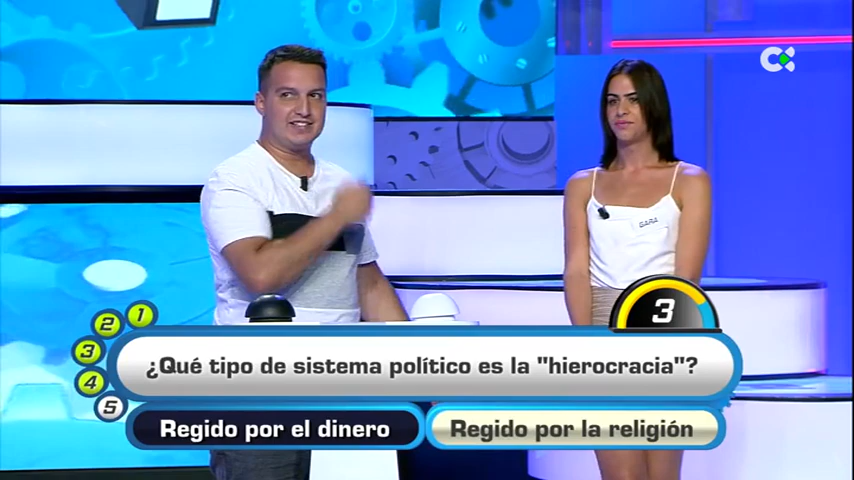 GARA
3
1
2
3
4
5
¿Qué tipo de sistema político es la "hierocracia"?
Regido por el dinero
Regido por la religión